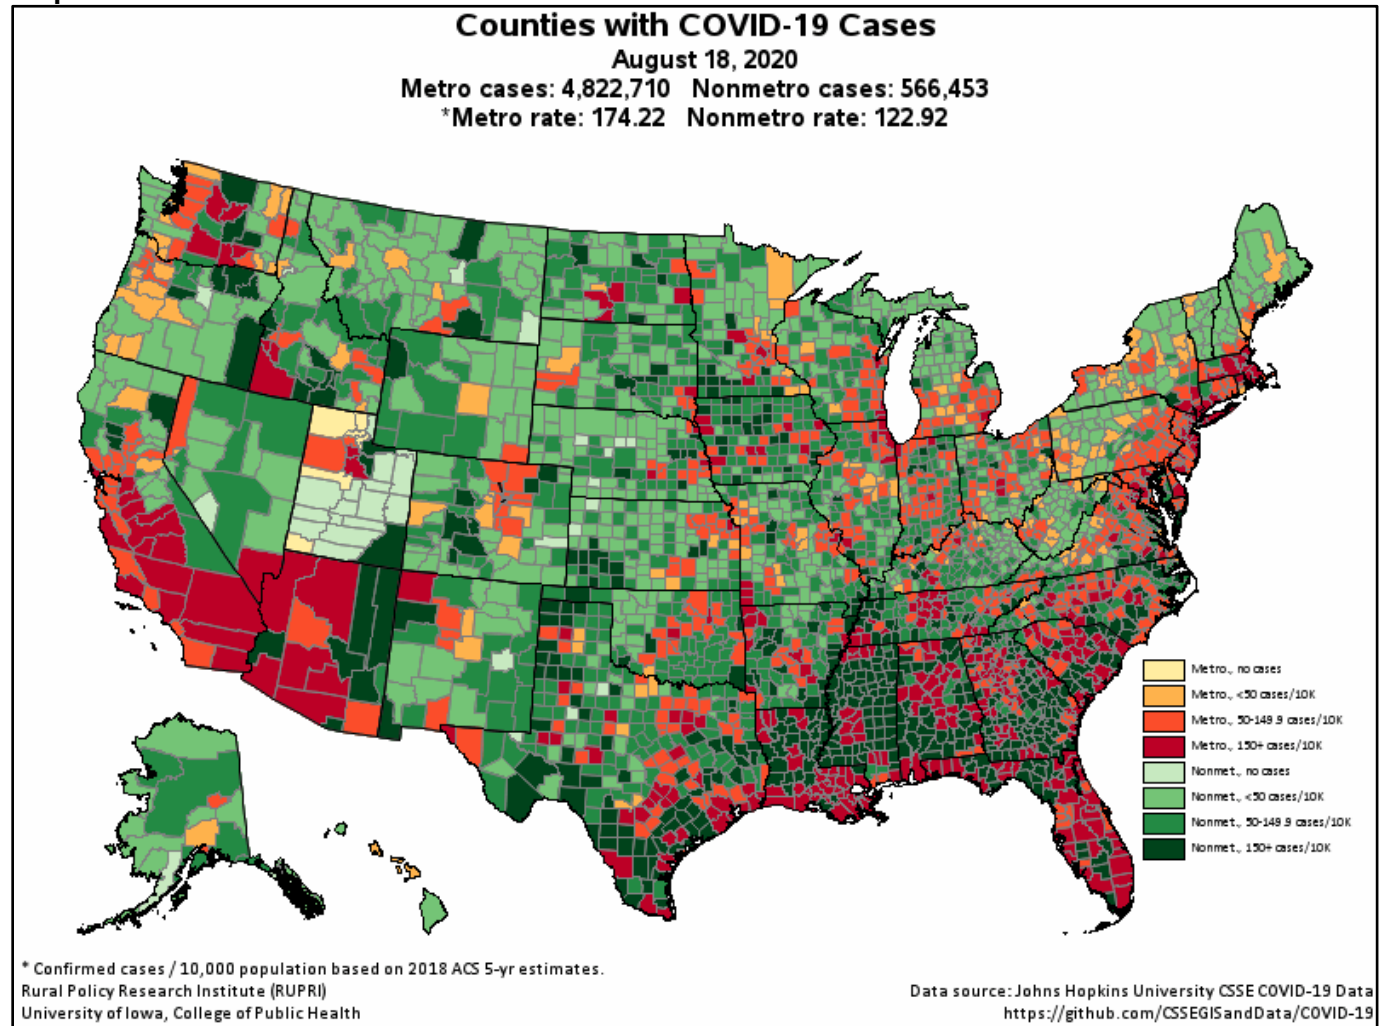 Counties with COVID-19 Cases
August 18, 2020
Metro cases: 4,822,710 Nonmetro cases: 566,453
*Metro rate: 174.22 Nonmetro rate: 122.92
Metro., no cases
Metro., <50 cases/10K
Metro., 50-149.9 cases/10K
Metro., 150+ cases/10K
Nonmet., no cases
Nonmet., <50 cases/10K
Nonmet., 50-149.9 cases/10K
Nonmet., 150+ cases/10K
* Confirmed cases / 10,000 population based on 2018 ACS 5-yr estimates.
Rural Policy Research Institute (RUPRI)
University of Iowa, College of Public Health
Data source: Johns Hopkins University CSSE COVID-19 Data
https://github.com/CSSEGISandData/COVID-19